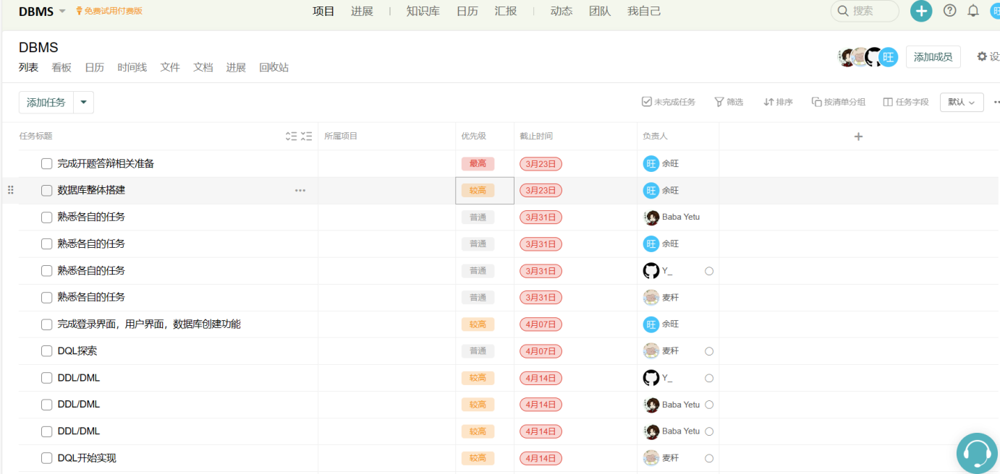 DBMS 免费试用付费版 项目 进展 知识库 日历 汇报 动态 团队 我自己 搜索 旺
DBMS
列表 看板 日历 时间线 文件 文档 进展 回收站
旺 添加成员 设
添加任务 未完成任务 筛选 排序 按清单分组 任务字段 默认
任务标题 所属项目 优先级 截止时间 负责人
完成开题答辩相关准备 最高 3月23日 旺 余旺
数据库整体搭建 较高 3月23日 旺 余旺
熟悉各自的任务 普通 3月31日 Baba Yetu
熟悉各自的任务 普通 3月31日 旺 余旺
熟悉各自的任务 普通 3月31日 Y_
熟悉各自的任务 普通 3月31日 麦秆
完成登录界面，用户界面，数据库创建功能 较高 4月07日 旺 余旺
DQL探索 普通 4月07日 麦秆
DDL/DML 较高 4月14日 Y_
DDL/DML 较高 4月14日 Baba Yetu
DDL/DML 较高 4月14日 Baba Yetu
DQL开始实现 较高 4月14日 麦秆